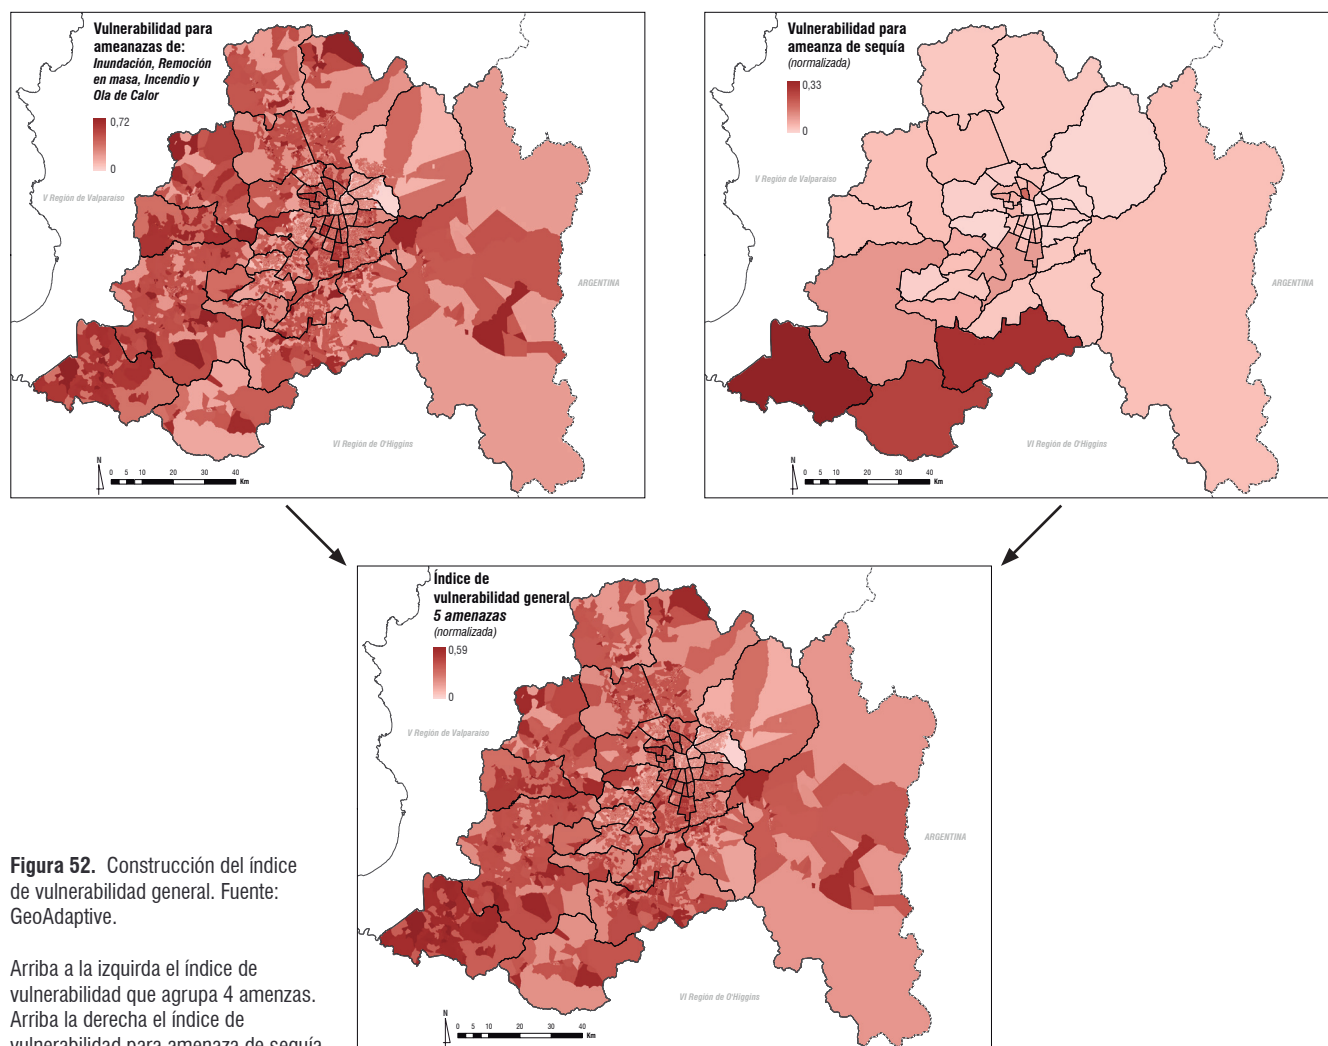 Vulnerabilidad para
ameanazas de:
Inundación, Remoción
en masa, Incendio y
Ola de Calor
0,72
0
V Región de Valparaíso
ARGENTINA
VI Región de O'Higgins
N
0 5 10 20 30 40
Km
Vulnerabilidad para
ameanza de sequía
(normalizada)
0,33
0
V Región de Valparaíso
ARGENTINA
VI Región de O'Higgins
N
0 5 10 20 30 40
Km
Índice de
vulnerabilidad general
5 amenazas
(normalizada)
0,59
0
V Región de Valparaíso
ARGENTINA
VI Región de O'Higgins
N
0 5 10 20 30 40
Km
Figura 52. Construcción del índice
de vulnerabilidad general. Fuente:
GeoAdaptive.
Arriba a la izquirda el índice de
vulnerabilidad que agrupa 4 amenzas.
Arriba la derecha el índice de
vulnerabilidad para amenaza de sequía